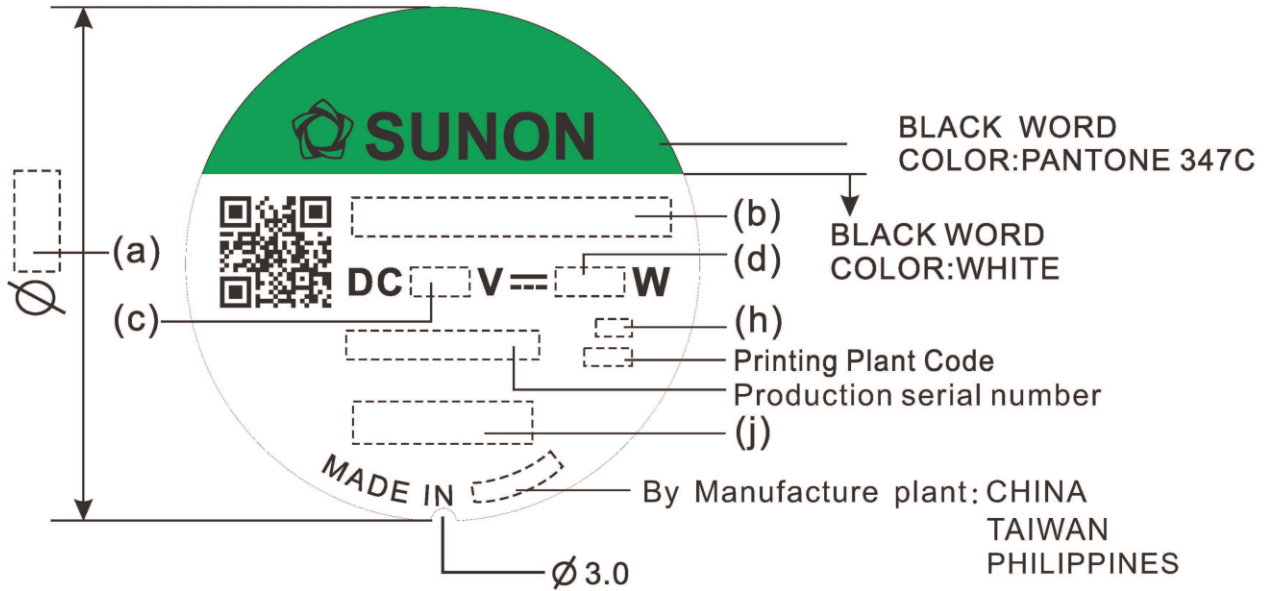 SUNON
BLACK WORD
COLOR:PANTONE 347C
(b)
BLACK WORD
COLOR:WHITE
(a)
Ø
(d)
DC V W
(c)
(h)
Printing Plant Code
Production serial number
(j)
MADE IN
By Manufacture plant: CHINA
TAIWAN
PHILIPPINES
Ø 3.0